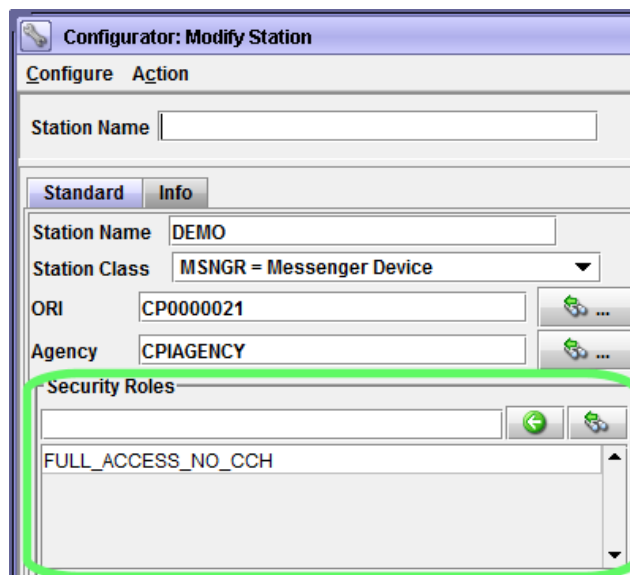 Configurator: Modify Station
Configure Action
Station Name
Standard Info
Station Name DEMO
Station Class MSNGR = Messenger Device
ORI CP0000021 ...
Agency CPIAGENCY ...
Security Roles
FULL_ACCESS_NO_CCH